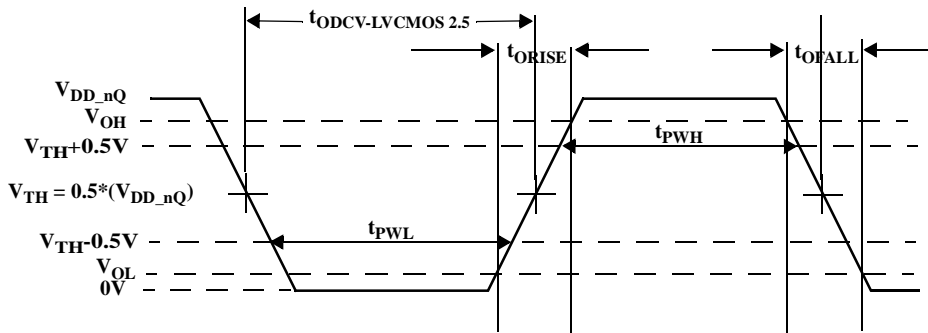 tODCV-LVCMOS 2.5
tORISE
tOFALL
VDD_nQ
VOH
tPWH
VTH+0.5V
VTH = 0.5*(VDD_nQ)
VTH-0.5V
tPWL
VOL
0V